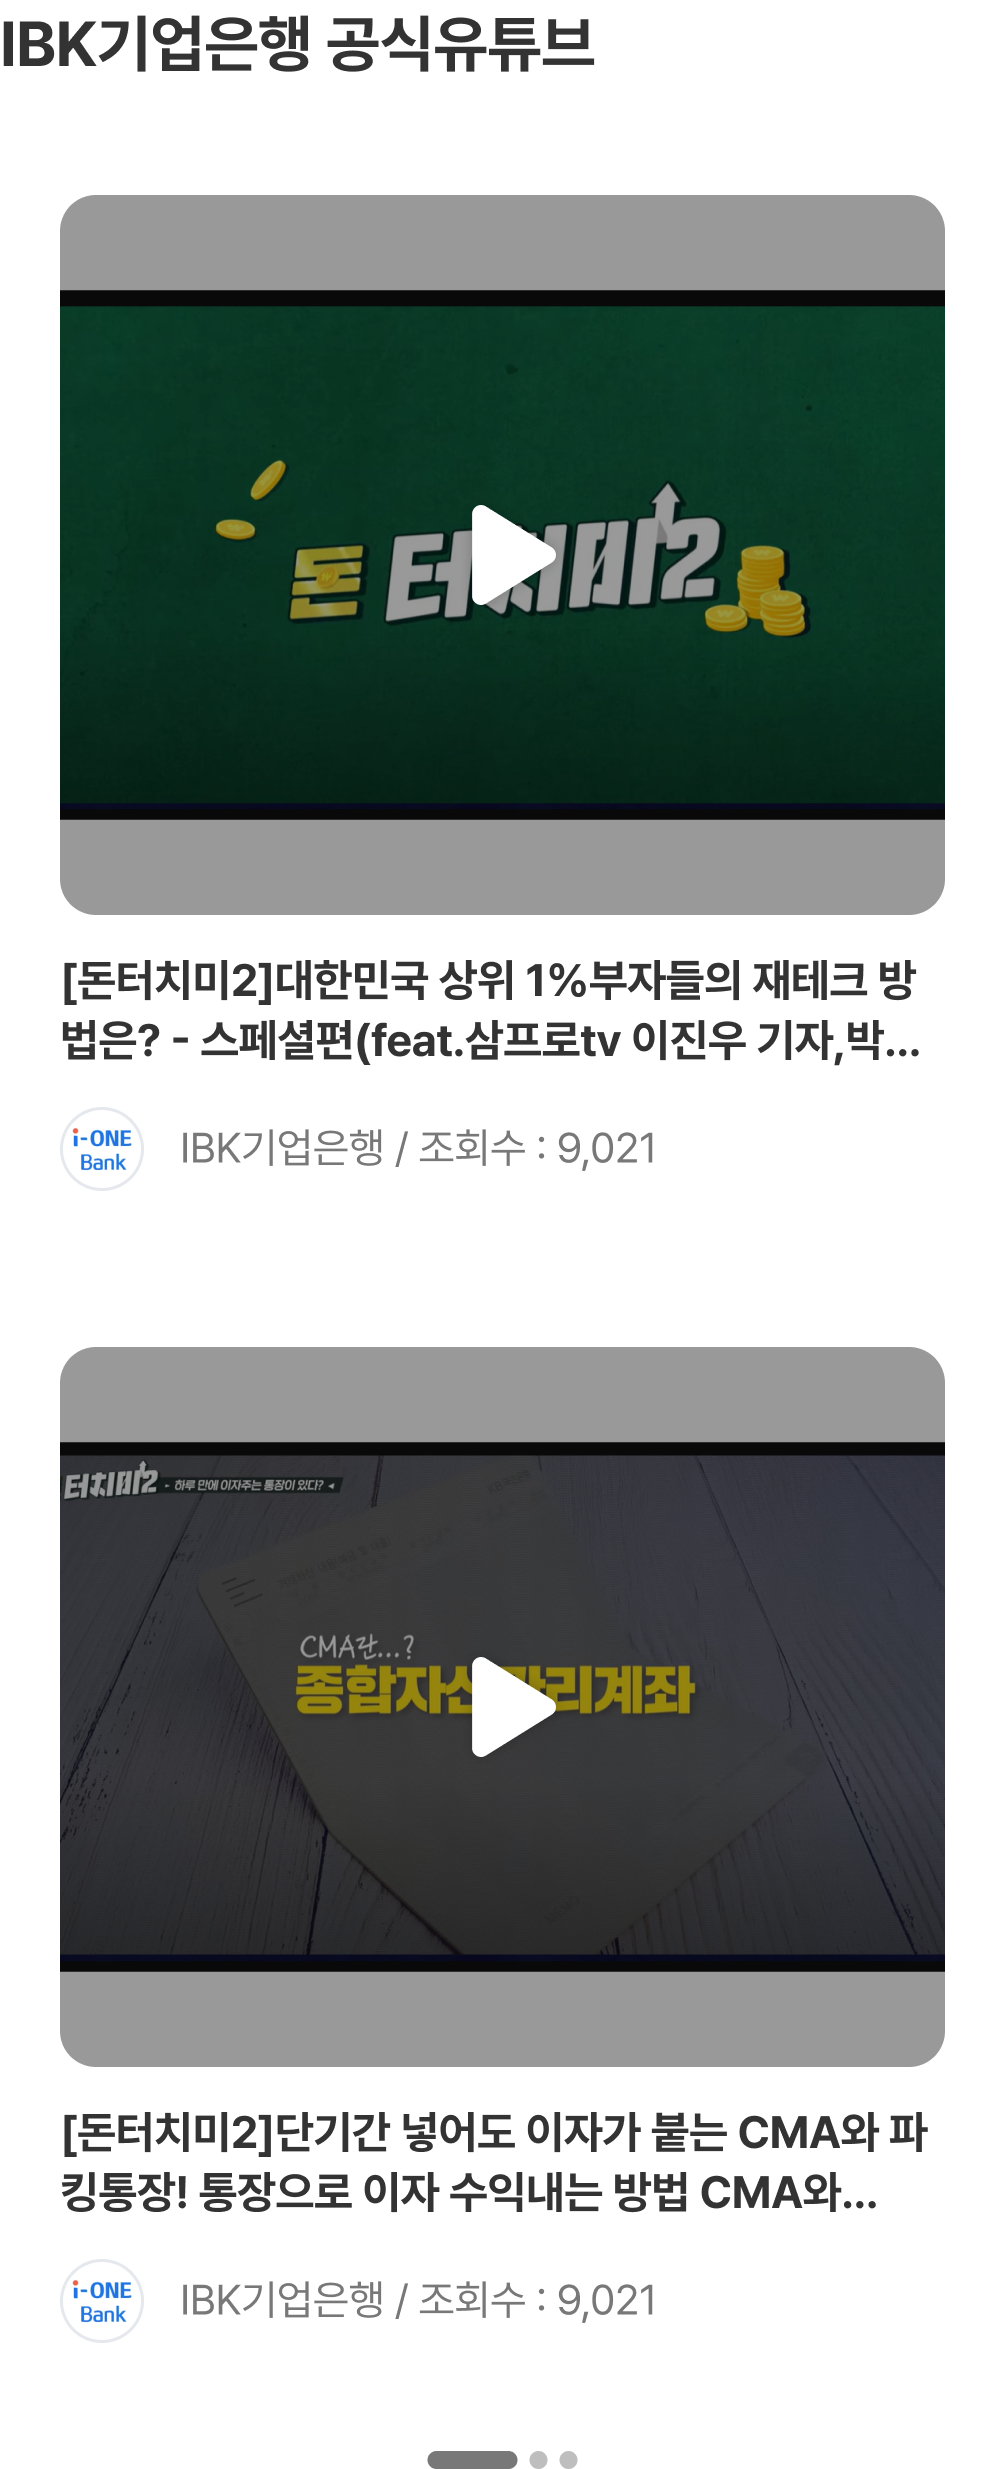 IBK기업은행 공식유튜브
돈 터치미2
[돈터치미2]대한민국 상위 1%부자들의 재테크 방
법은? - 스페셜편(feat.삼프로tv 이진우 기자,박...
i-ONE
Bank
IBK기업은행 / 조회수 : 9,021
터치미2
- 하루 만에 이자주는 통장이 있다?
CMA란...?
종합자산관리계좌
[돈터치미2]단기간 넣어도 이자가 붙는 CMA와 파
킹통장! 통장으로 이자 수익내는 방법 CMA와...
i-ONE
Bank
IBK기업은행 / 조회수 : 9,021